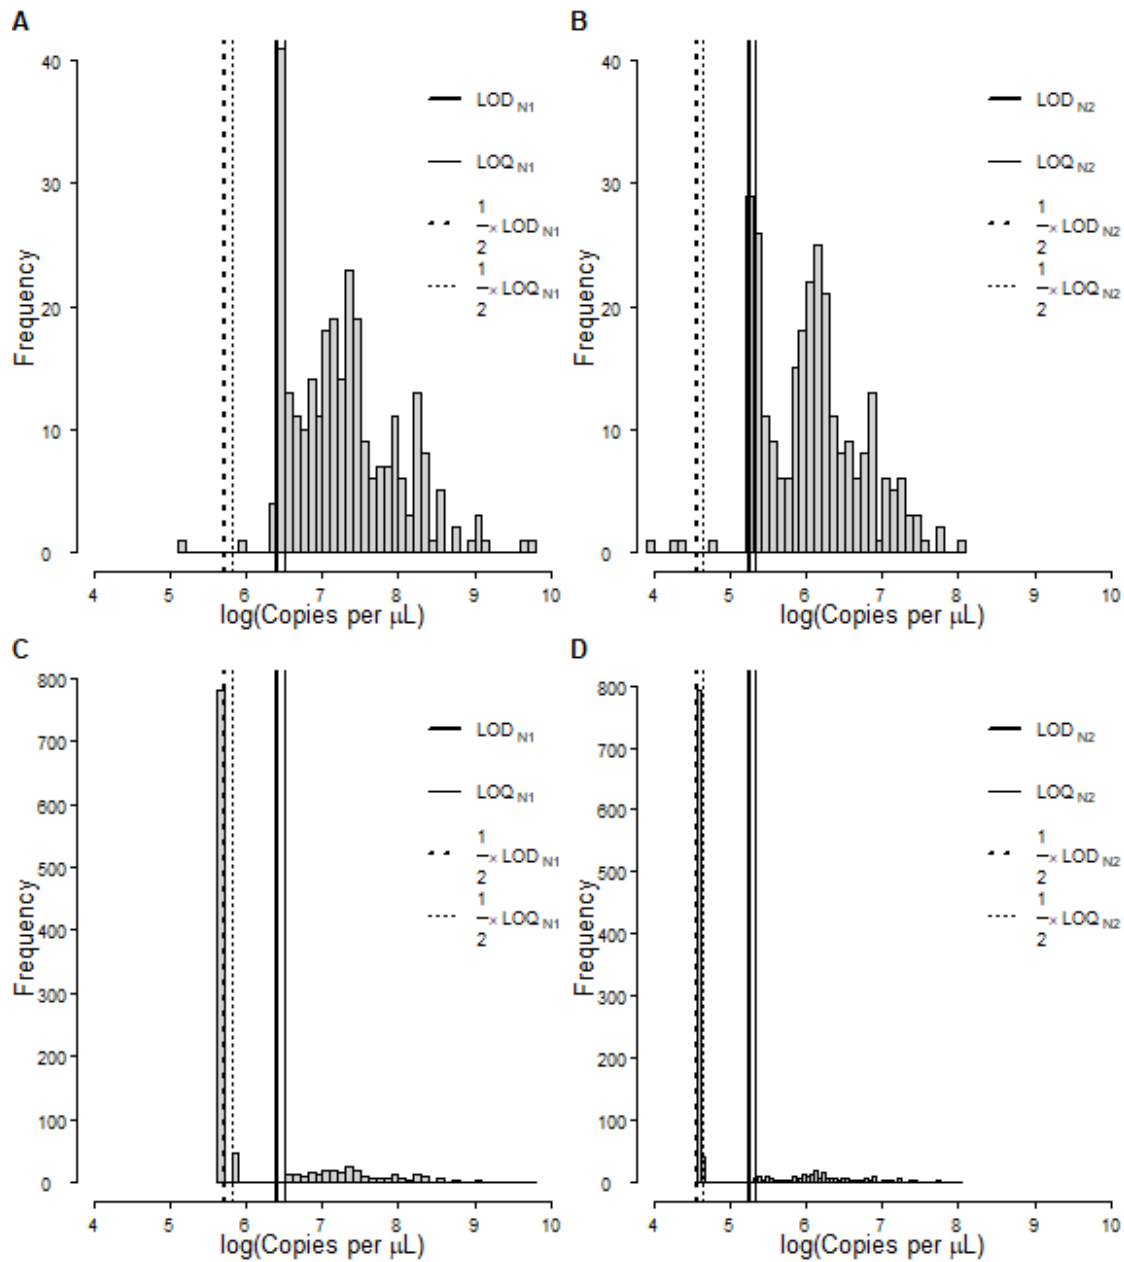 A
40
30
20
10
0
Frequency
4 5 6 7 8 9 10
log(Copies per μL)
LOD N1
LOQ N1
1
— × LOD N1
2
1
— × LOQ N1
2
B
40
30
20
10
0
Frequency
4 5 6 7 8 9 10
log(Copies per μL)
LOD N2
LOQ N2
1
— × LOD N2
2
1
— × LOQ N2
2
C
800
700
600
500
400
300
200
100
0
Frequency
4 5 6 7 8 9 10
log(Copies per μL)
LOD N1
LOQ N1
1
— × LOD N1
2
1
— × LOQ N1
2
D
800
700
600
500
400
300
200
100
0
Frequency
4 5 6 7 8 9 10
log(Copies per μL)
LOD N2
LOQ N2
1
— × LOD N2
2
1
— × LOQ N2
2